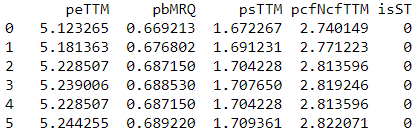 peTTM pbMRQ psTTM pcfNcfTTM isST
0 5.123265 0.669213 1.672267 2.740149 0
1 5.181363 0.676802 1.691231 2.771223 0
2 5.228507 0.687150 1.704228 2.813596 0
3 5.239006 0.688530 1.707650 2.819246 0
4 5.228507 0.687150 1.704228 2.813596 0
5 5.244255 0.689220 1.709361 2.822071 0